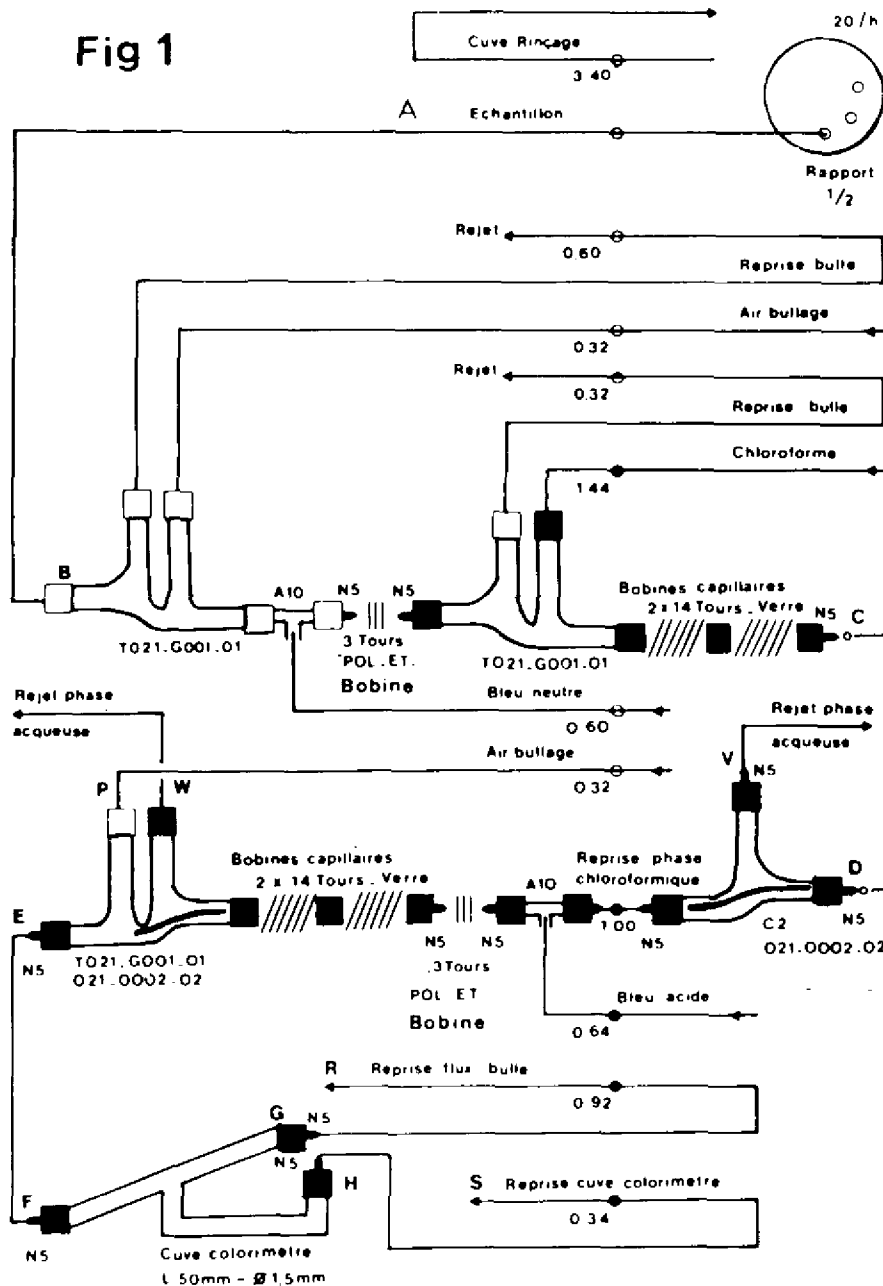 Fig 1
20/h
Cuve Rinçage
3.40
A
Echantillon
Rapport
1/2
Rejet
0.60
Reprise bulle
Air bullage
0.32
Rejet
0.32
Reprise bulle
Chloroforme
1.44
B
A10
N5
N5
Bobines capillaires
2 x 14 Tours _ Verre
N5
C
T021.G001.01
3 Tours
POL . ET.
Bobine
T021.G001.01
Rejet phase
acqueuse
Bleu neutre
0.60
Rejet phase
acqueuse
Air bullage
0.32
P
W
V
N5
Bobines capillaires
2 x 14 Tours _ Verre
A10
Reprise phase
chloroformique
D
E
N5
N5
N5
1.00
N5
C2
N5
T021.G001.01
021.0002.02
021.0002.02
3 Tours
POL . ET
Bobine
Bleu acide
0.64
R
Reprise flux bulle
0.92
G
N5
N5
H
S
Reprise cuve colorimetre
0.34
F
N5
Cuve colorimetre
l 50mm - Ø 1,5mm